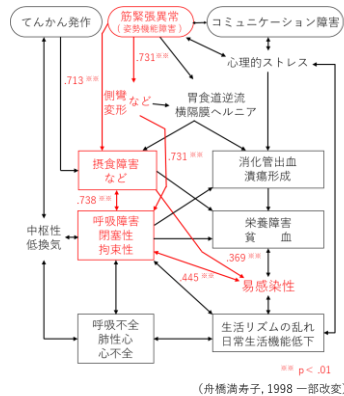 てんかん発作
筋緊張異常
（姿勢機能障害）
コミュニケーション障害
.731※※
心理的ストレス
.713※※
側彎
変形
など
胃食道逆流
横隔膜ヘルニア
.731※※
摂食障害
など
消化管出血
潰瘍形成
.738※※
呼吸障害
閉塞性
拘束性
栄養障害
貧　血
中枢性
低換気
.369※※
.445※※
易感染性
呼吸不全
肺性心
心不全
生活リズムの乱れ
日常生活機能低下
※※ p< .01
（舟橋満寿子, 1998 一部改変）